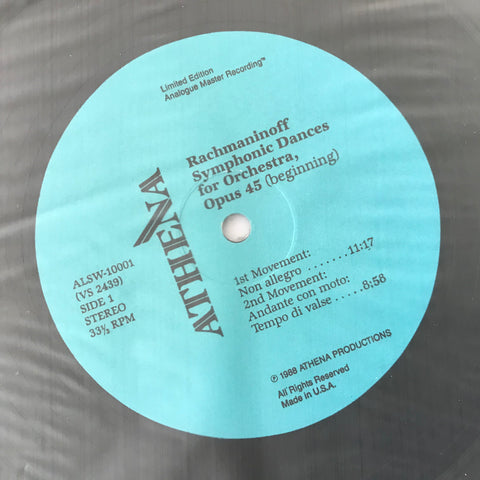 Limited Edition
Analogue Master Recording™
Rachmaninoff
Symphonic Dances
for Orchestra,
Opus 45 (beginning)
ATHENA
ALSW-10001
(VS 2439)
SIDE 1
STEREO
33⅓ RPM
1st Movement:
Non allegro .......11:17
2nd Movement:
Andante con moto:
Tempo di valse .....8:58
℗ 1988 ATHENA PRODUCTIONS
All Rights Reserved
Made in U.S.A.